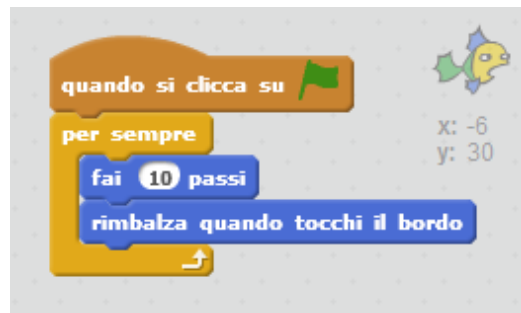 quando si clicca su
per sempre
x: -6
y: 30
fai 10 passi
rimbalza quando tocchi il bordo